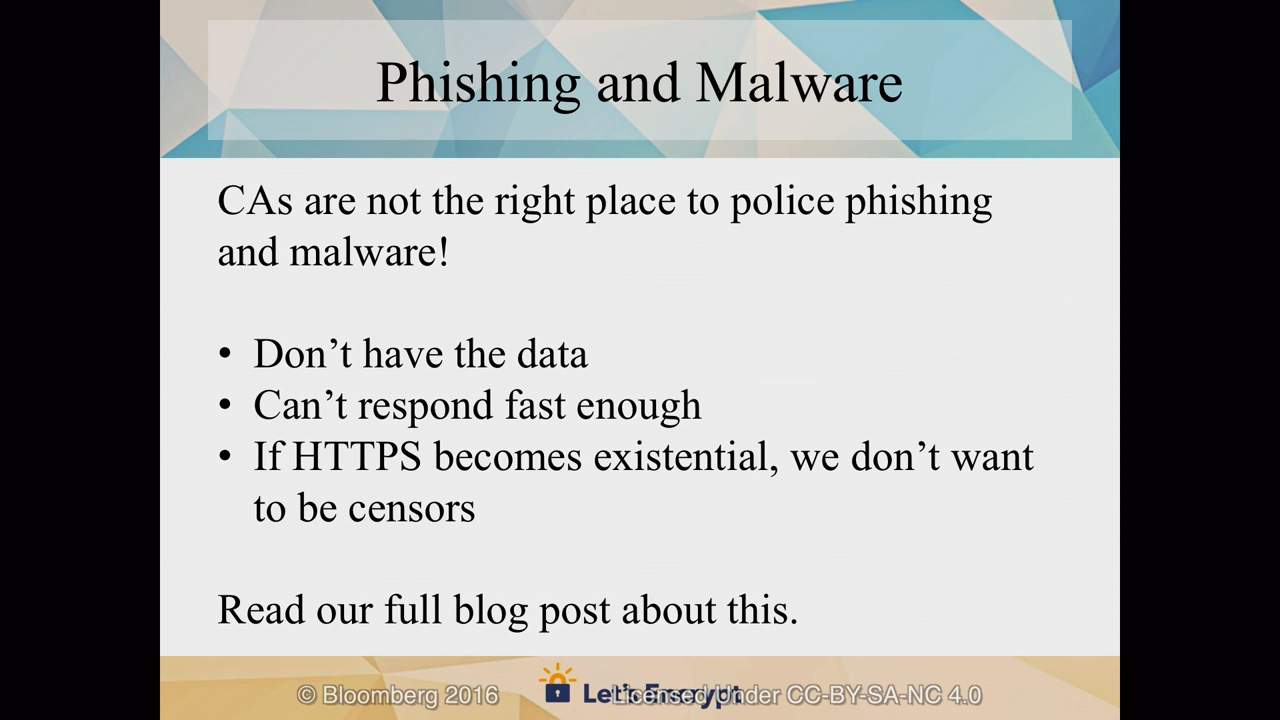 Phishing and Malware
CAs are not the right place to police phishing
and malware!
• Don’t have the data
• Can’t respond fast enough
• If HTTPS becomes existential, we don’t want
to be censors
Read our full blog post about this.
© Bloomberg 2016
Let's Encrypt
Licensed Under CC-BY-SA-NC 4.0